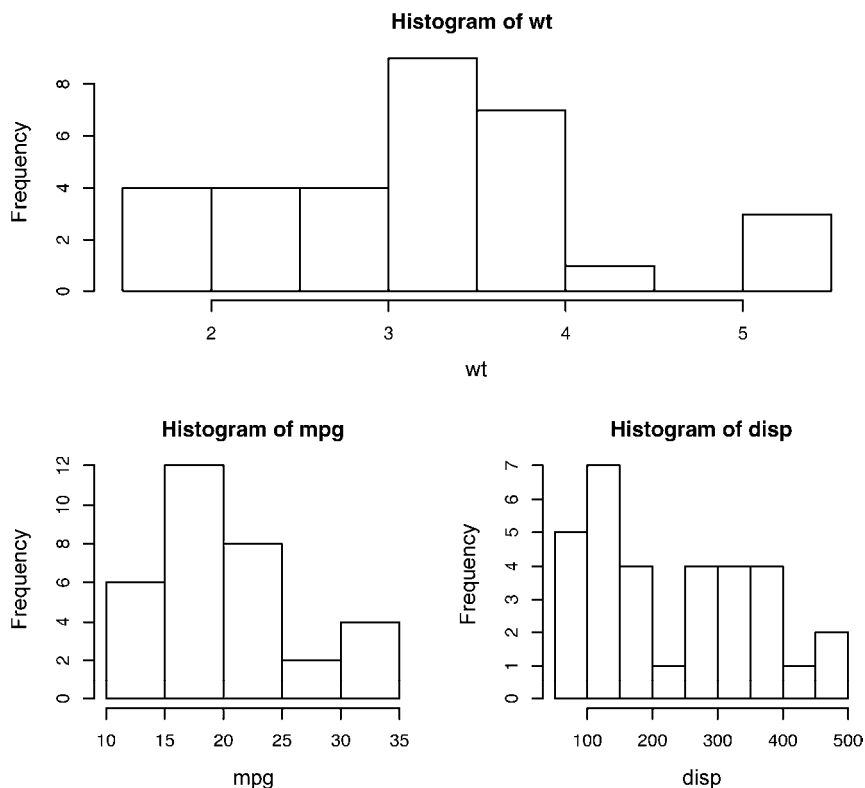 Histogram of wt
Frequency
0 2 4 6 8
2 3 4 5
wt
Histogram of mpg
Frequency
0 2 4 6 8 10 12
10 15 20 25 30 35
mpg
Histogram of disp
Frequency
0 1 2 3 4 5 6 7
100 200 300 400 500
disp